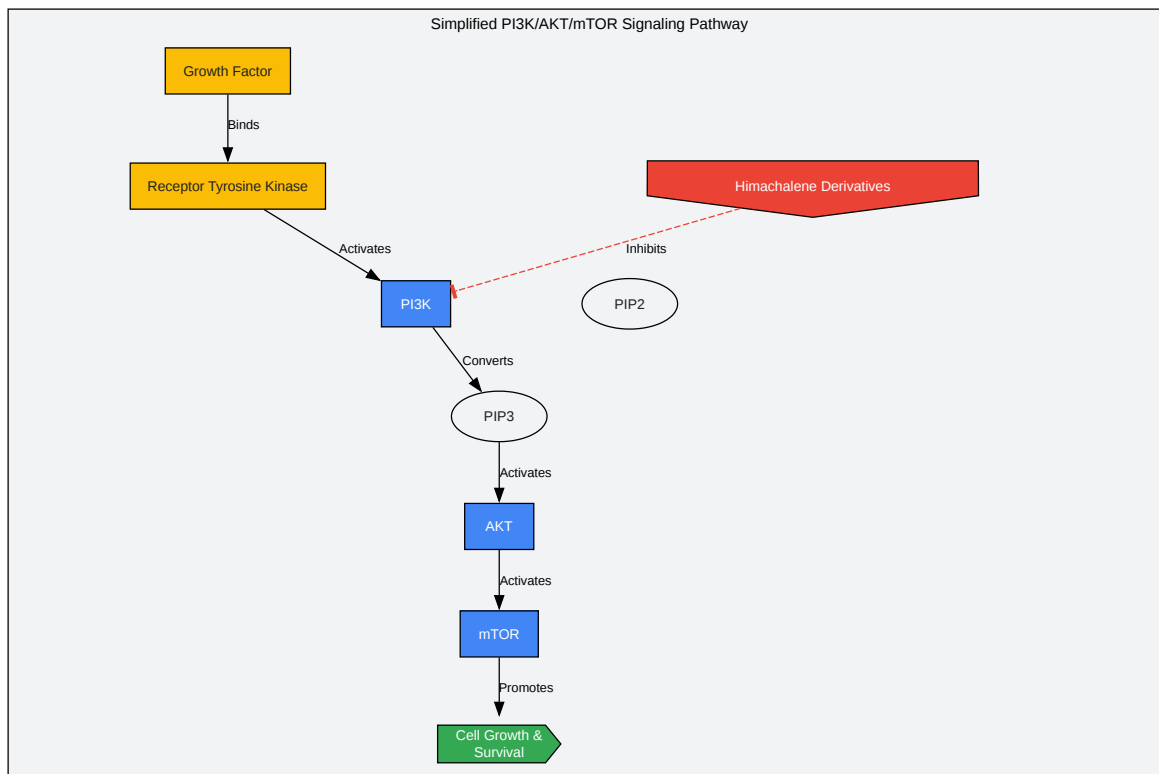 Simplified PI3K/AKT/mTOR Signaling Pathway
Growth Factor
Binds
Receptor Tyrosine Kinase
Himachalene Derivatives
Activates
Inhibits
PI3K
PIP2
Converts
PIP3
Activates
AKT
Activates
mTOR
Promotes
Cell Growth &
Survival